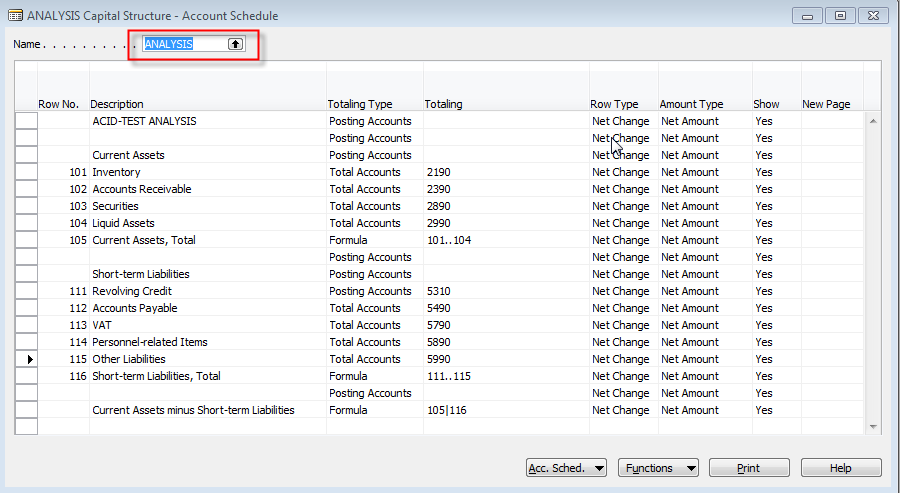 ANALYSIS Capital Structure - Account Schedule
Name . . . . . . . . . . ANALYSIS
Row No. Description Totaling Type Totaling Row Type Amount Type Show New Page
ACID-TEST ANALYSIS Posting Accounts Net Change Net Amount Yes
Posting Accounts Net Change Net Amount Yes
Current Assets Posting Accounts Net Change Net Amount Yes
101 Inventory Total Accounts 2190 Net Change Net Amount Yes
102 Accounts Receivable Total Accounts 2390 Net Change Net Amount Yes
103 Securities Total Accounts 2890 Net Change Net Amount Yes
104 Liquid Assets Total Accounts 2990 Net Change Net Amount Yes
105 Current Assets, Total Formula 101..104 Net Change Net Amount Yes
Posting Accounts Net Change Net Amount Yes
Short-term Liabilities Posting Accounts Net Change Net Amount Yes
111 Revolving Credit Posting Accounts 5310 Net Change Net Amount Yes
112 Accounts Payable Total Accounts 5490 Net Change Net Amount Yes
113 VAT Total Accounts 5790 Net Change Net Amount Yes
114 Personnel-related Items Total Accounts 5890 Net Change Net Amount Yes
115 Other Liabilities Total Accounts 5990 Net Change Net Amount Yes
116 Short-term Liabilities, Total Formula 111..115 Net Change Net Amount Yes
Posting Accounts Net Change Net Amount Yes
Current Assets minus Short-term Liabilities Formula 105|116 Net Change Net Amount Yes
Acc. Sched. Functions Print Help